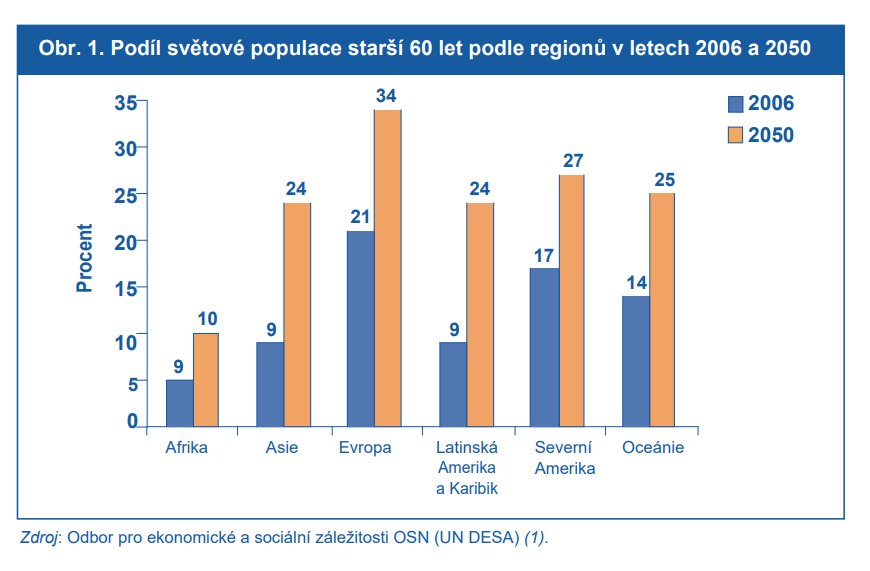 Obr. 1. Podíl světové populace starší 60 let podle regionů v letech 2006 a 2050
2006
2050
Procent
35
30
25
20
15
10
5
0
9
10
9
24
21
34
9
24
17
27
14
25
Afrika
Asie
Evropa
Latinská
Amerika
a Karibik
Severní
Amerika
Oceánie
Zdroj: Odbor pro ekonomické a sociální záležitosti OSN (UN DESA) (1).